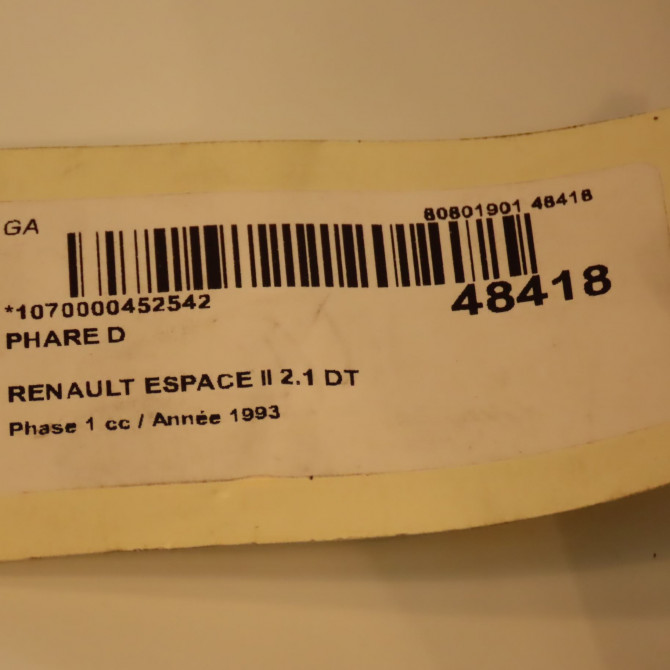 GA
80801901 48418
*1070000452542
48418
PHARE D
RENAULT ESPACE II 2.1 DT
Phase 1 cc / Année 1993